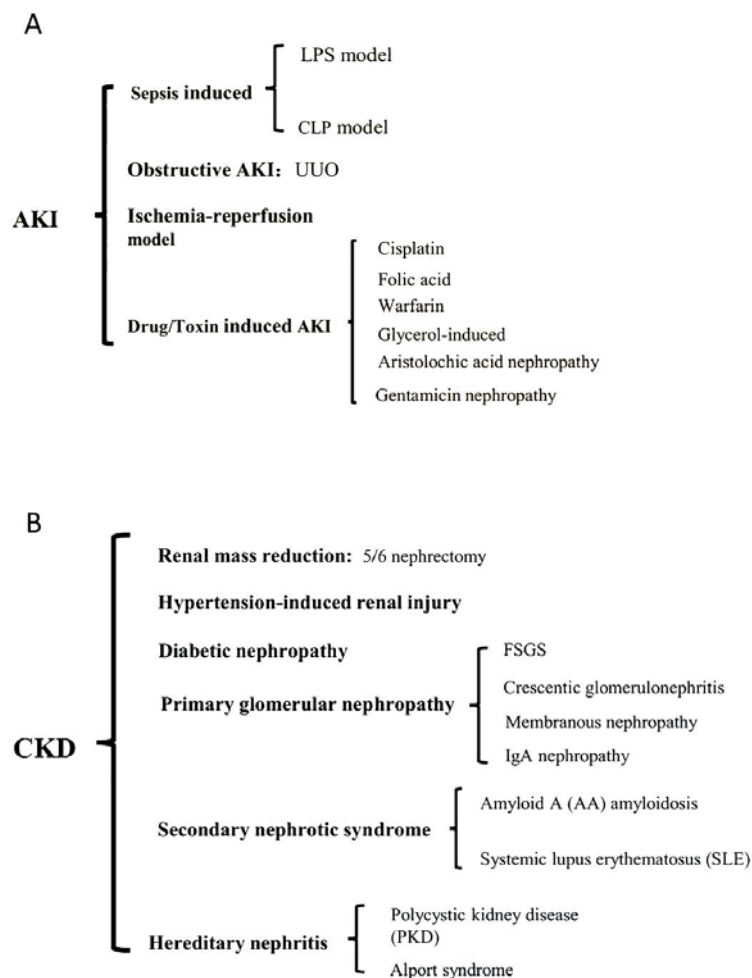 A
AKI
Sepsis induced
LPS model
CLP model
Obstructive AKI: UUO
Ischemia-reperfusion
model
Drug/Toxin induced AKI
Cisplatin
Folic acid
Warfarin
Glycerol-induced
Aristolochic acid nephropathy
Gentamicin nephropathy
B
CKD
Renal mass reduction: 5/6 nephrectomy
Hypertension-induced renal injury
Diabetic nephropathy
Primary glomerular nephropathy
FSGS
Crescentic glomerulonephritis
Membranous nephropathy
IgA nephropathy
Secondary nephrotic syndrome
Amyloid A (AA) amyloidosis
Systemic lupus erythematosus (SLE)
Hereditary nephritis
Polycystic kidney disease
(PKD)
Alport syndrome